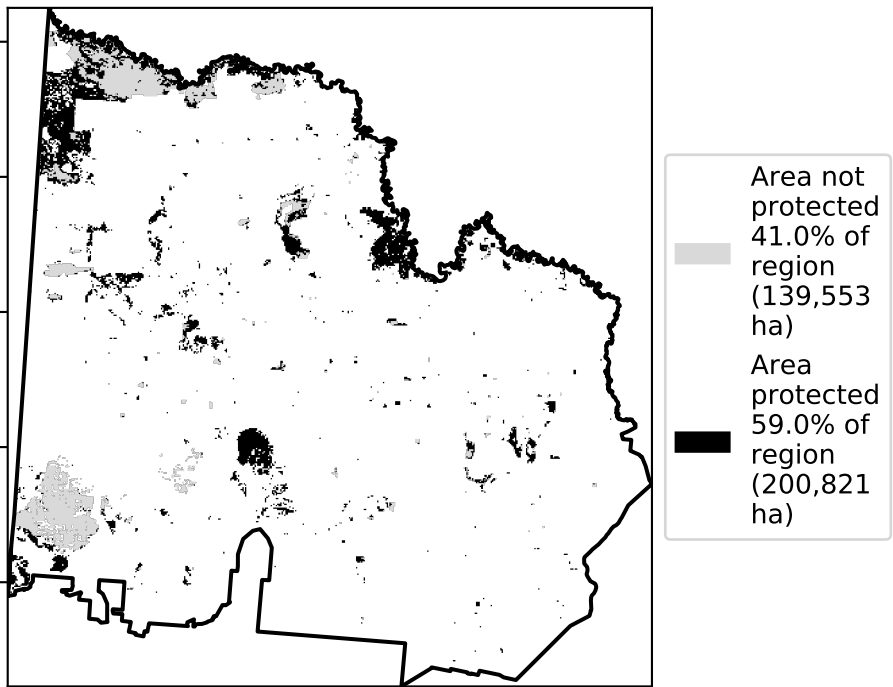 Area not
protected
41.0% of
region
(139,553
ha)
Area
protected
59.0% of
region
(200,821
ha)